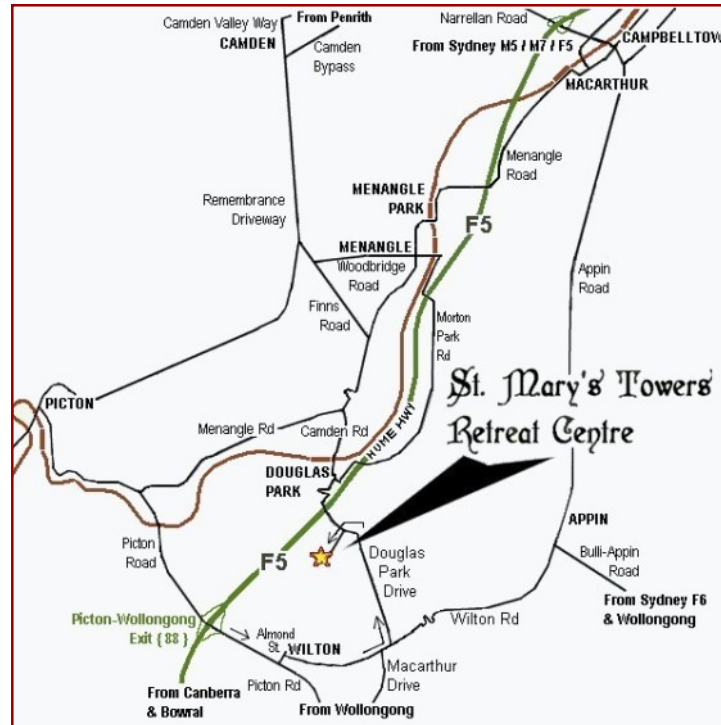 Camden Valley Way
From Penrith
CAMDEN
Camden
Bypass
Narrellan Road
From Sydney M5 / M7 / F5
CAMPBELLTOW
MACARTHUR
Menangle
Road
MENANGLE
PARK
Remembrance
Driveway
F5
MENANGLE
Woodbridge
Road
Appin
Road
Finns
Road
Morton
Park
Rd
St. Mary's Towers
Retreat Centre
PICTON
Menangle Rd
Camden Rd
HUME HWY
DOUGLAS
PARK
APPIN
Picton
Road
F5
Douglas
Park
Drive
Bulli-Appin
Road
From Sydney F6
& Wollongong
Picton-Wollongong
Exit { 88 }
Almond
St.
WILTON
Wilton Rd
Picton Rd
Macarthur
Drive
From Canberra
& Bowral
From Wollongong